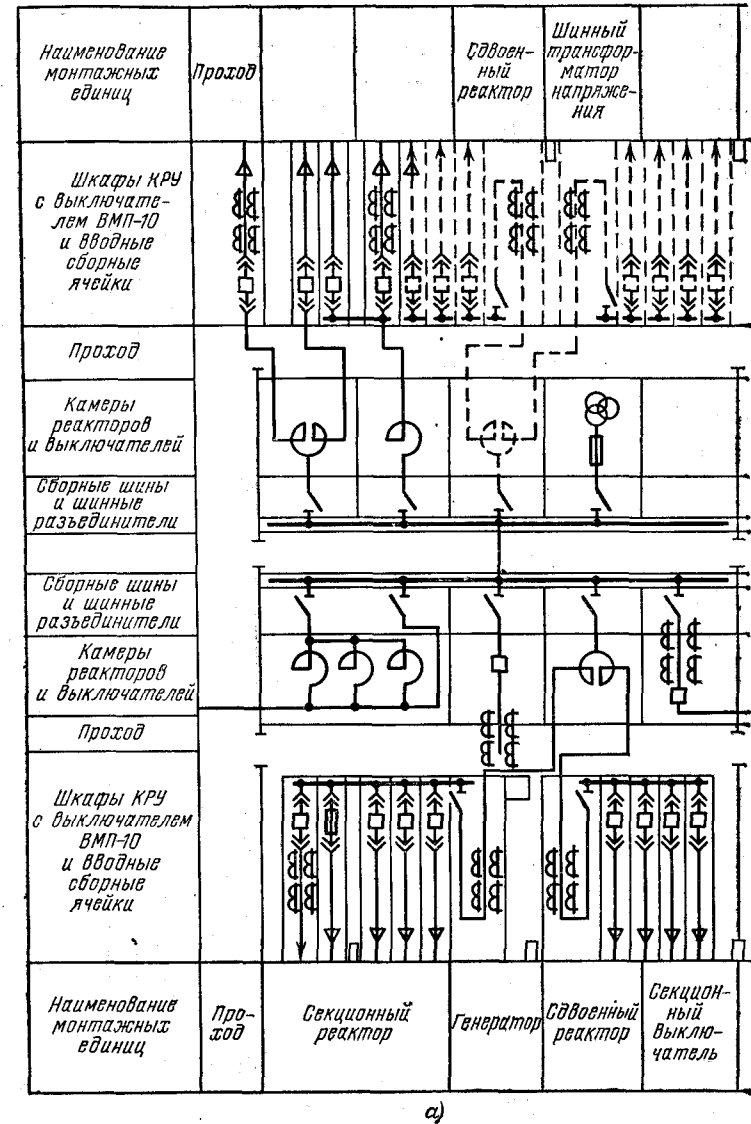 Наименование
монтажных
единиц
Проход
Сдвоен-
ный
реактор
Шинный
трансфор-
матор
напряже-
ния
Шкафы КРУ
с выключате-
лем ВМП-10
и вводные
сборные
ячейки
Проход
Камеры
реакторов
и выключателей
Сборные шины
и шинные
разъединители
Сборные шины
и шинные
разъединители
Камеры
реакторов
и выключателей
Проход
Шкафы КРУ
с выключателем
ВМП-10
и вводные
сборные
ячейки
Наименование
монтажных
единиц
Про-
ход
Секционный
реактор
Генератор
Сдвоенный
реактор
Секцион-
ный
выклю-
чатель
а)